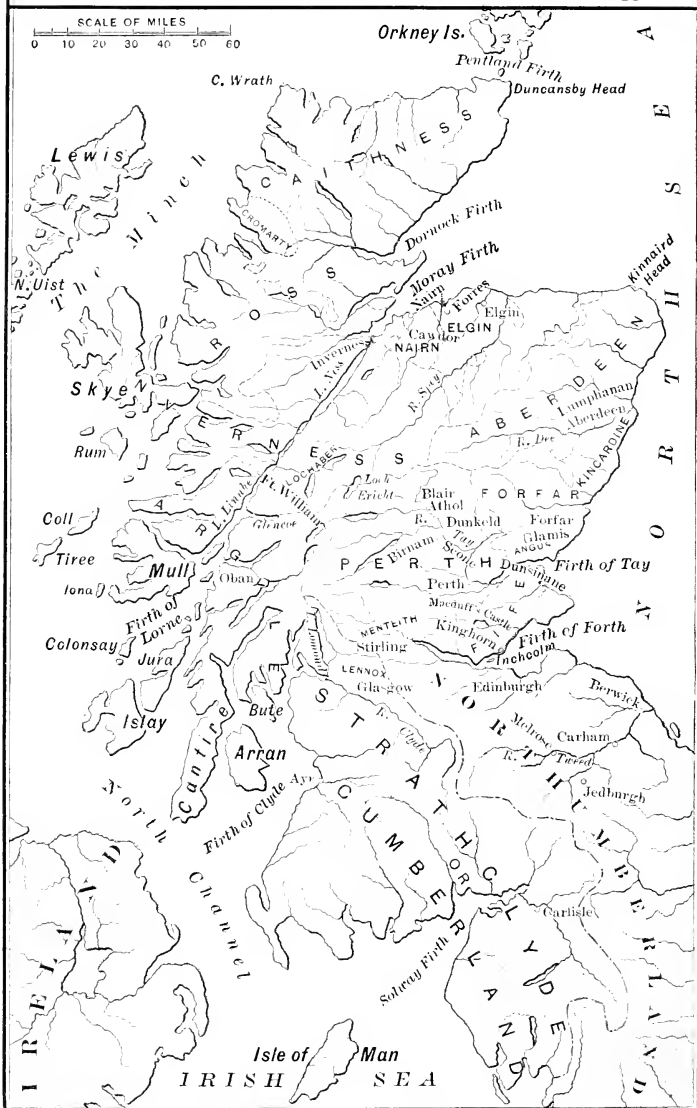 SCALE OF MILES
0 10 20 30 40 50 60
Orkney Is.
Pentland Firth
C. Wrath
Duncansby Head
NORTH SEA
Lewis
The Minch
CAITHNESS
CROMARTY
Dornock Firth
N. Uist
ROSS
Moray Firth
Nairn
Forres
Kinnaird
Head
Elgin
ELGIN
Cawdor
NAIRN
Inverness
L. Ness
R. Spey
Skye
INVERNESS
ABERDEEN
Lumphanan
Aberdeen
R. Dee
KINCARDINE
Rum
LOCHABER
Loch
Ericht
L. Linnhe
Ft. William
Blair
Athol
FORFAR
Coll
ARGYLE
Glencoe
R. Tay
Dunkeld
Forfar
Glamis
ANGUS
Tiree
Mull
Birnam
Scone
PERTH
Dunsinane
Firth of Tay
Iona
Oban
Perth
Firth of
Lorne
Macduff's Castle
FIFE
MENTEITH
Kinghorn
Firth of Forth
Colonsay
Stirling
Inchcolm
Jura
LENNOX
Glasgow
Edinburgh
Berwick
Islay
Bute
STRATHCLYDE
OR
CUMBERLAND
R. Clyde
NORTHUMBERLAND
Melrose
Carham
R. Tweed
Cantire
Arran
Jedburgh
Firth of Clyde
Ayr
North Channel
IRELAND
Carlisle
Solway Firth
Isle of Man
IRISH SEA